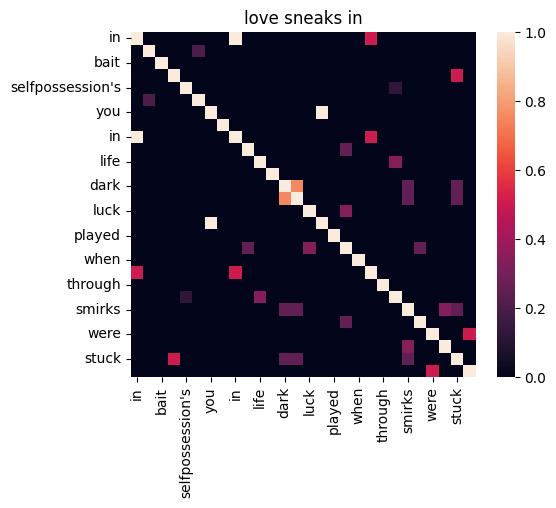 love sneaks in
in
bait
selfpossession's
you
in
life
dark
luck
played
when
through
smirks
were
stuck
1.0
0.8
0.6
0.4
0.2
0.0
in
bait
selfpossession's
you
in
life
dark
luck
played
when
through
smirks
were
stuck